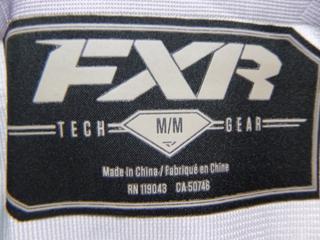 FXR
TECH M/M GEAR
Made in China / Fabriqué en Chine
RN 119043 CA 50746